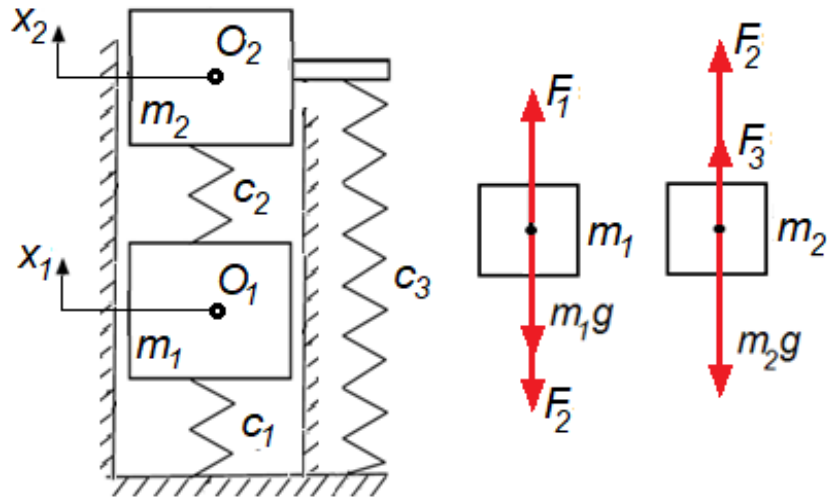 x₂
O₂
m₂
c₂
x₁
O₁
m₁
c₁
c₃
F₁
m₁
m₁g
F₂
F₂
F₃
m₂
m₂g